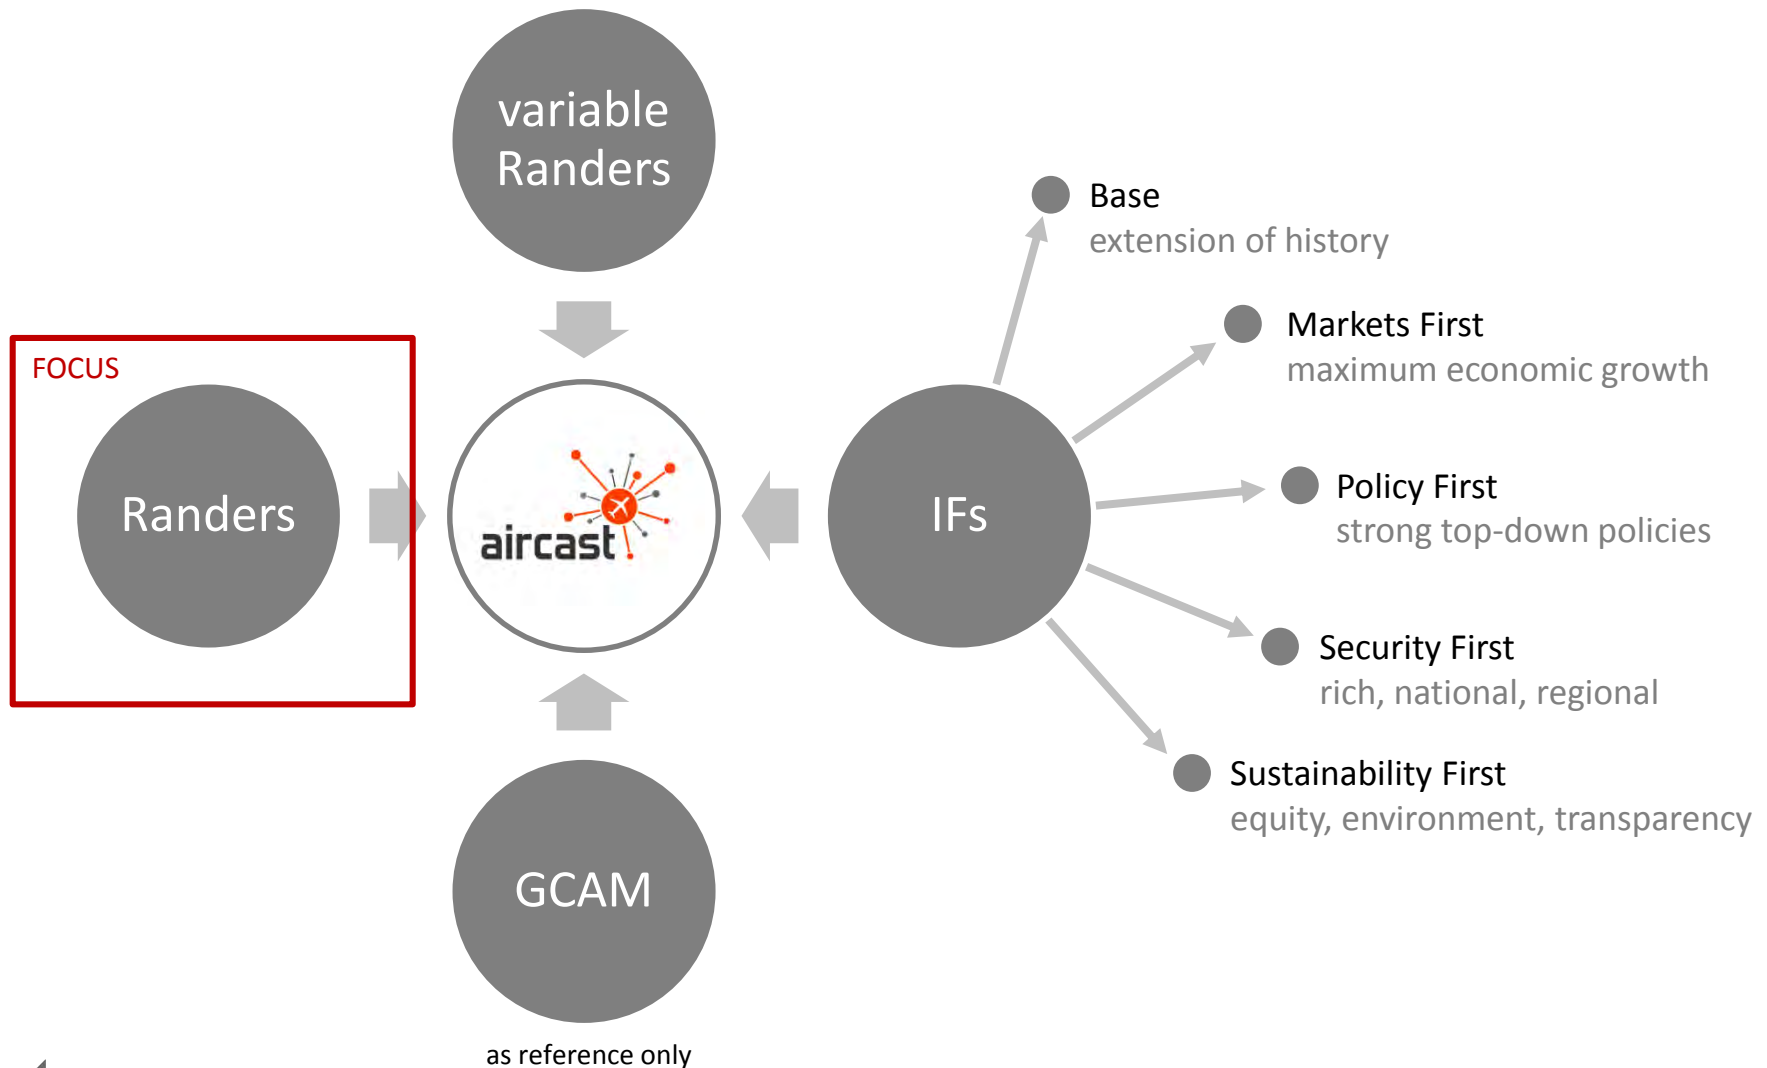 variable
Randers
Base
extension of history
Markets First
maximum economic growth
FOCUS
Randers
aircast
IFs
Policy First
strong top-down policies
Security First
rich, national, regional
Sustainability First
equity, environment, transparency
GCAM
as reference only